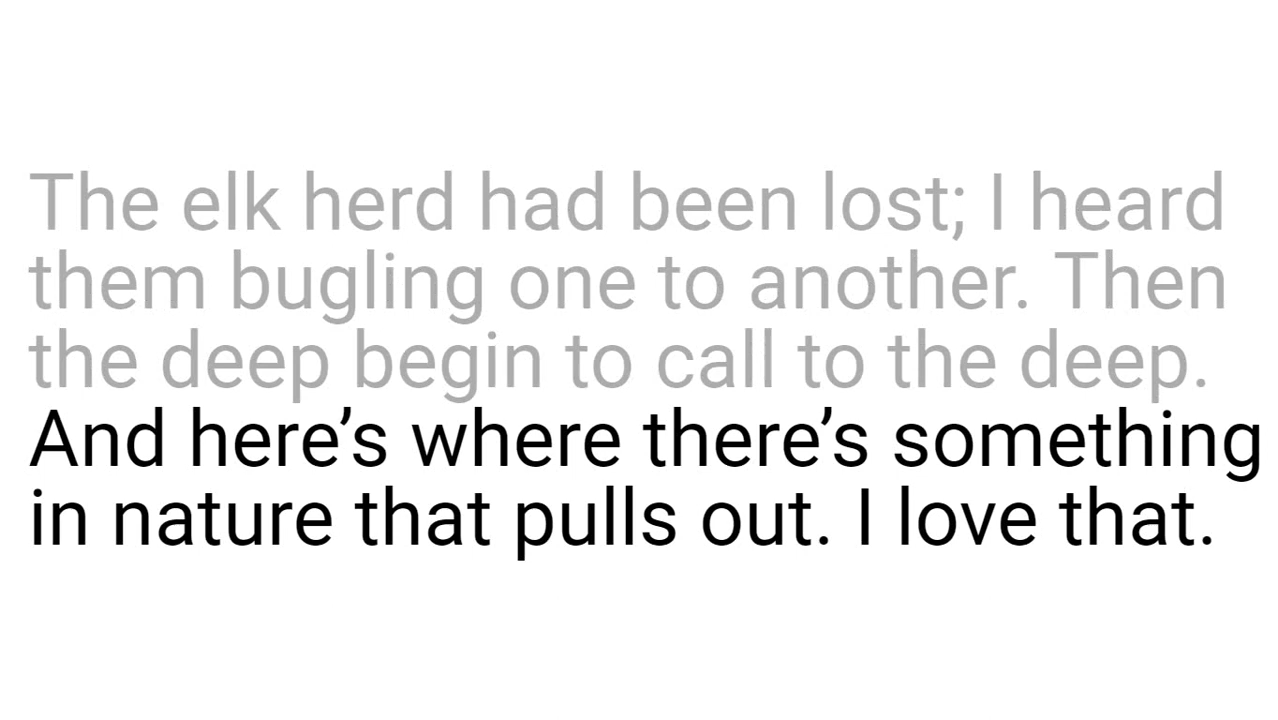 The elk herd had been lost; I heard
them bugling one to another. Then
the deep begin to call to the deep.
And here’s where there’s something
in nature that pulls out. I love that.